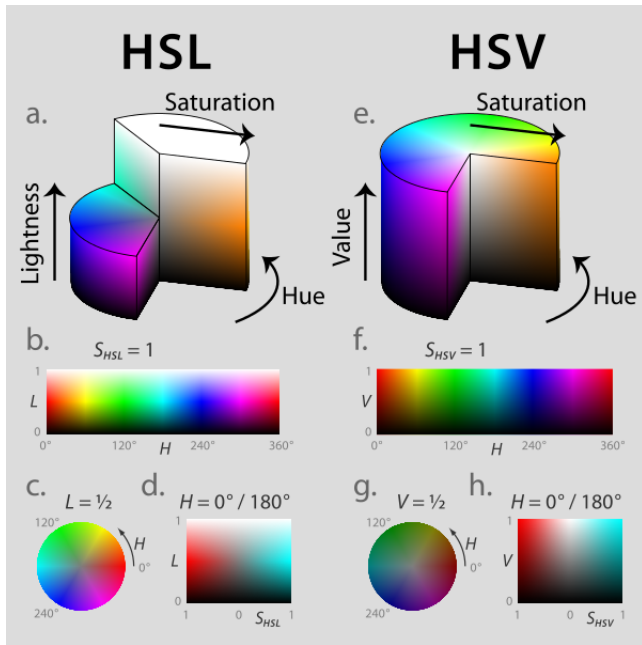 HSL
HSV
a.
Saturation
Lightness
Hue
e.
Saturation
Value
Hue
b.
S_HSL = 1
1
L
0
0°
120°
H
240°
360°
f.
S_HSV = 1
1
V
0
0°
120°
H
240°
360°
c.
L = ½
120°
H
0°
240°
d.
H = 0° / 180°
1
L
0
1
0
S_HSL
1
g.
V = ½
120°
H
0°
240°
h.
H = 0° / 180°
1
V
0
1
0
S_HSV
1